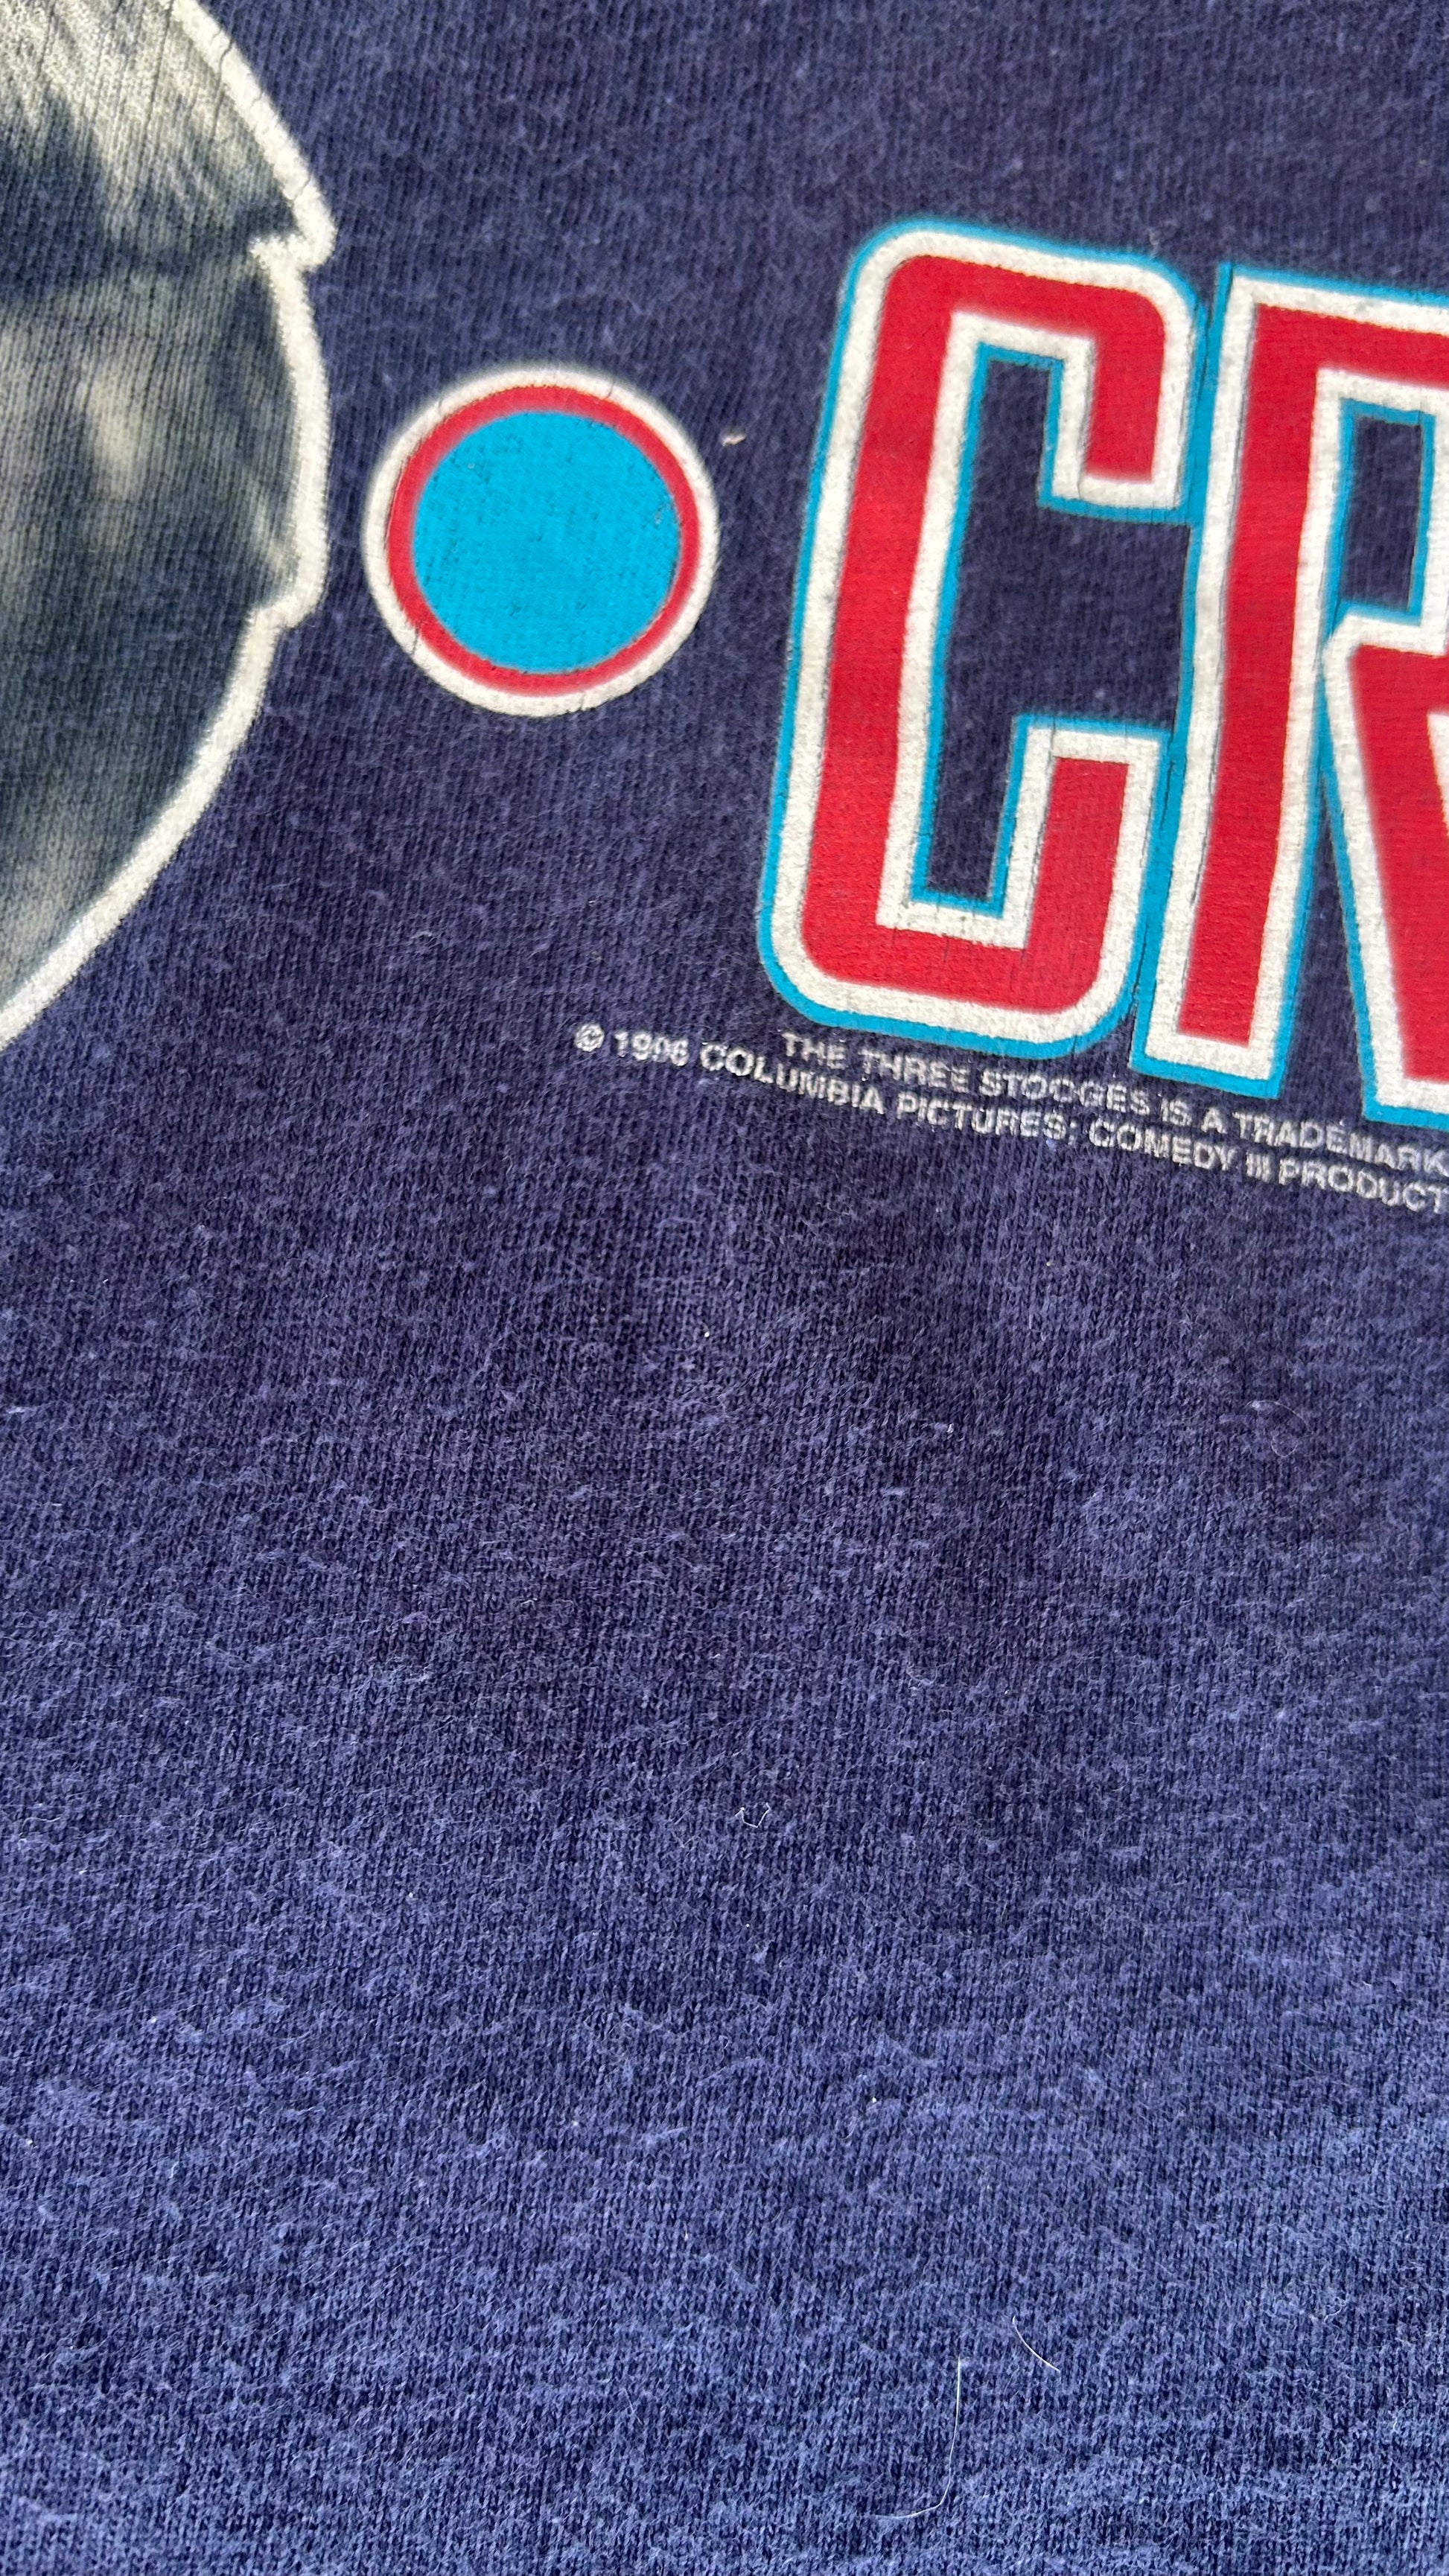 CR
THE THREE STOOGES IS A TRADEMARK
© 1996 COLUMBIA PICTURES; COMEDY III PRODUCT